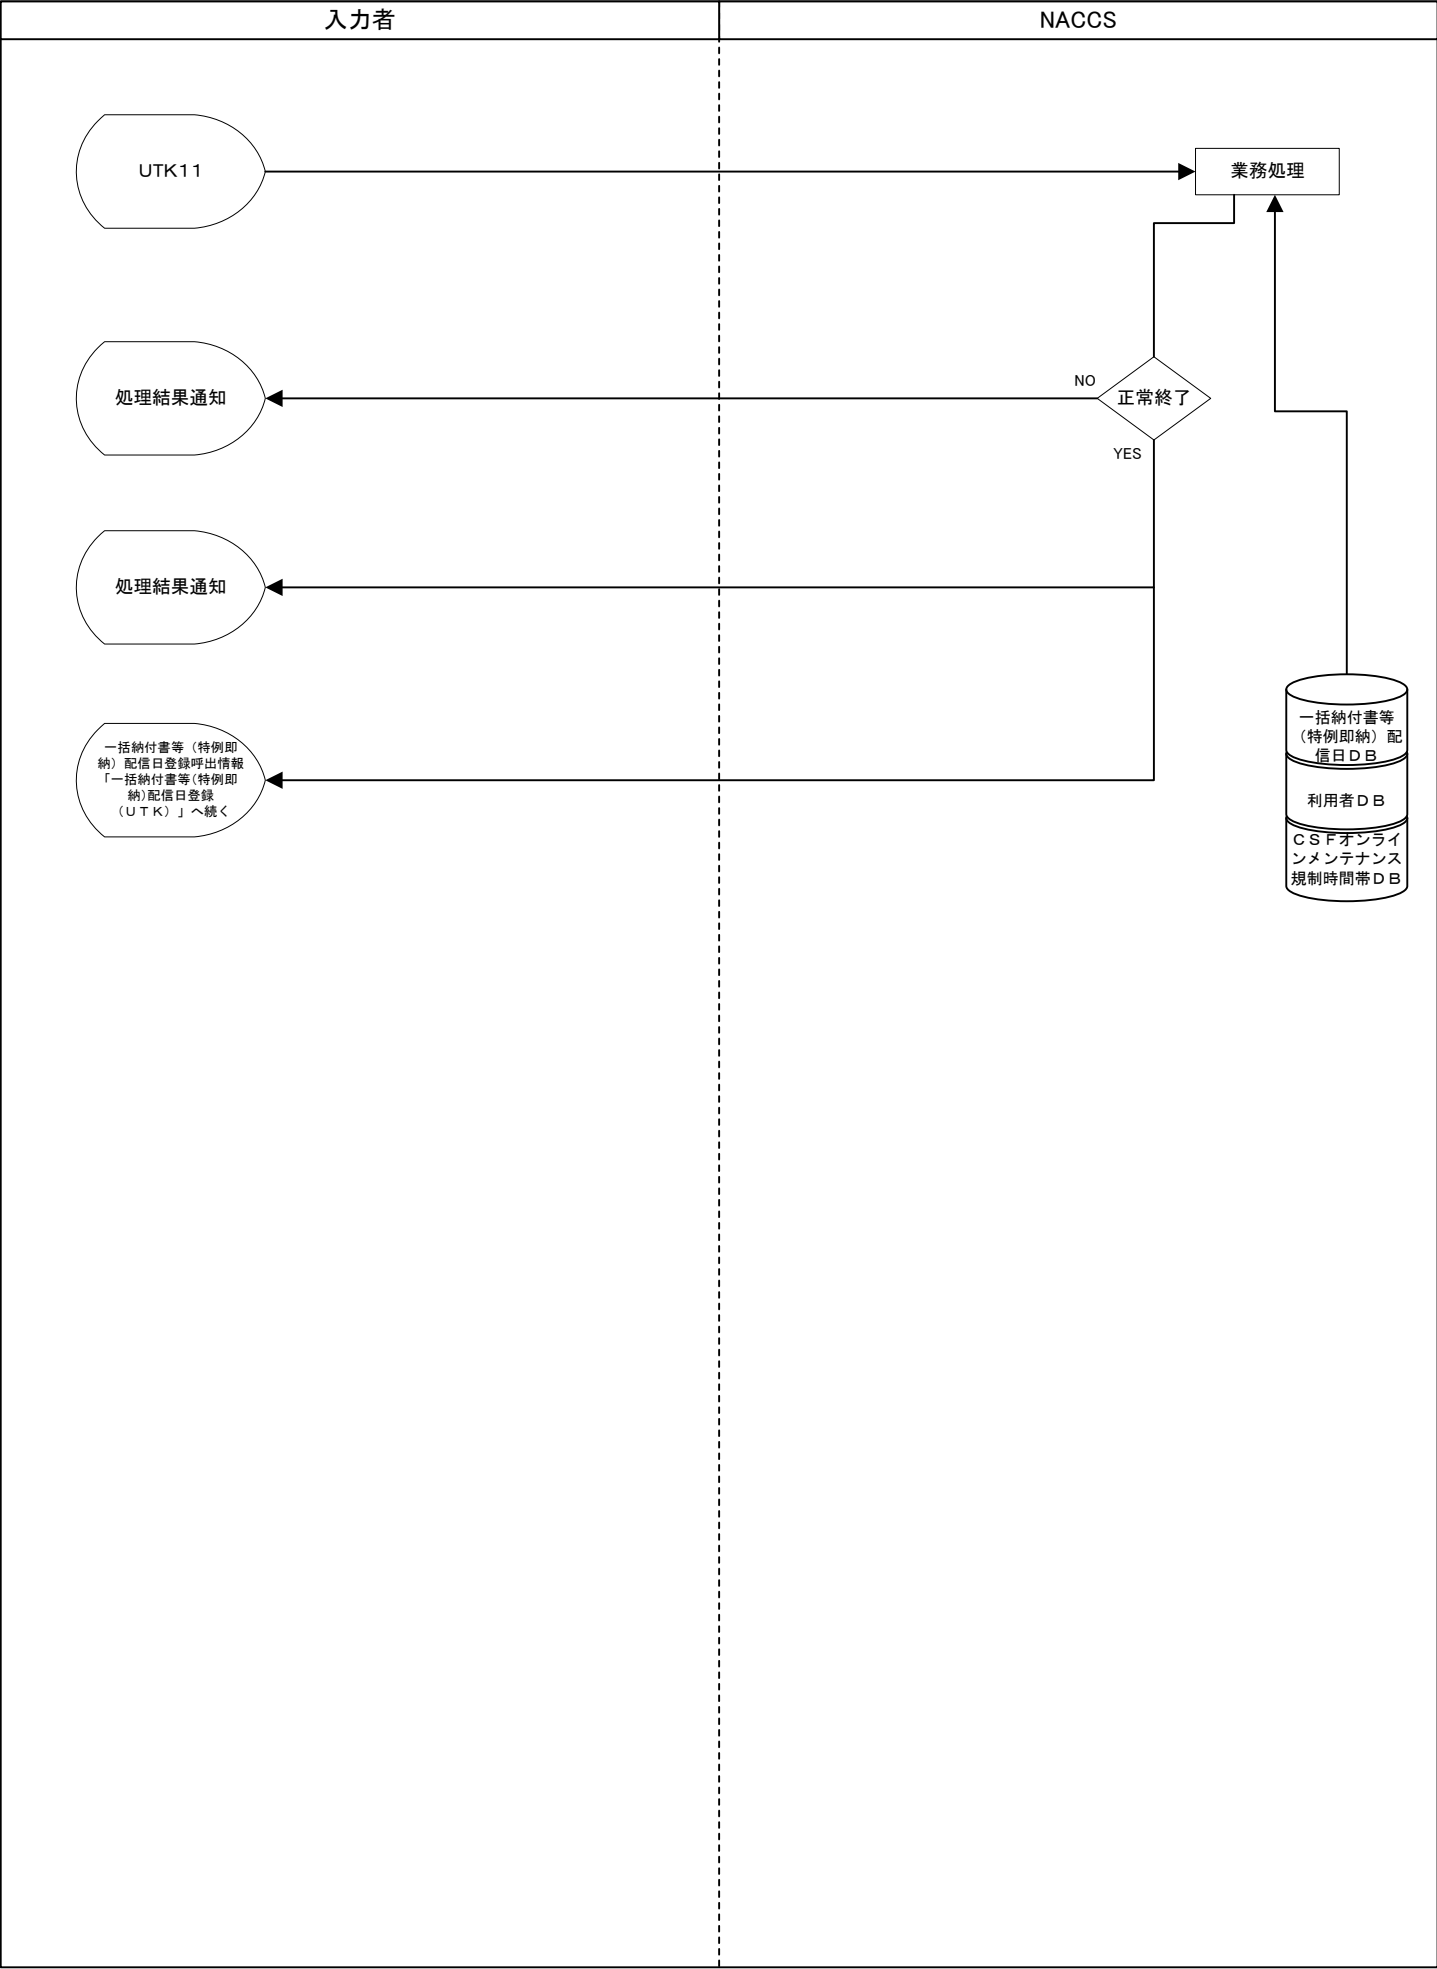 入力者
NACCS
UTK11
業務処理
処理結果通知
NO
正常終了
YES
処理結果通知
一括納付書等（特例即
納）配信日登録呼出情報
「一括納付書等（特例即
納）配信日登録
（ＵＴＫ）」へ続く
一括納付書等
（特例即納）配
信日ＤＢ
利用者ＤＢ
ＣＳＦオンライ
ンメンテナンス
規制時間帯ＤＢ